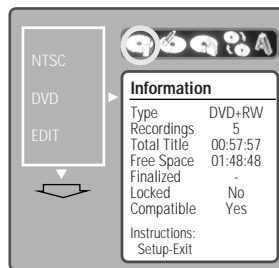 NTSC
DVD
EDIT
Information
Type DVD+RW
Recordings 5
Total Title 00:57:57
Free Space 01:48:48
Finalized -
Locked No
Compatible Yes
Instructions:
Setup-Exit